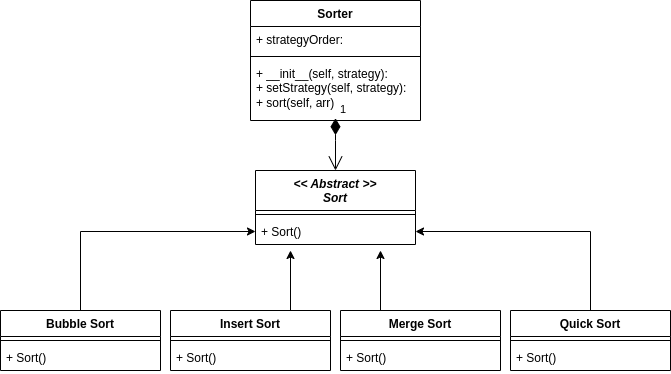 Sorter
+ strategyOrder:
+ __init__(self, strategy):
+ setStrategy(self, strategy):
+ sort(self, arr)
1
<< Abstract >>
Sort
+ Sort()
Bubble Sort
+ Sort()
Insert Sort
+ Sort()
Merge Sort
+ Sort()
Quick Sort
+ Sort()